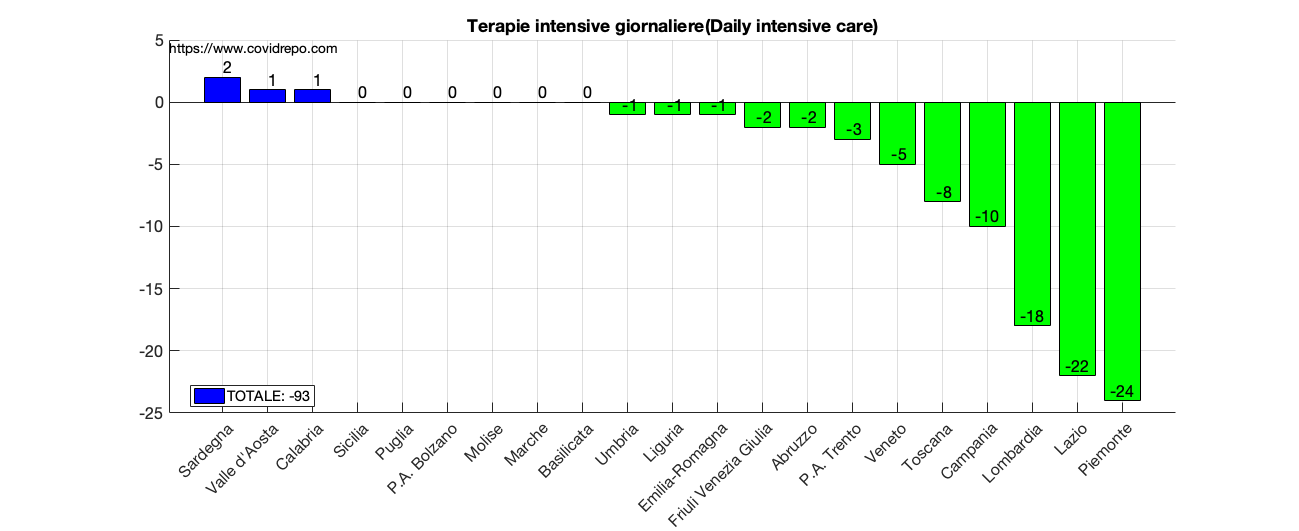 Terapie intensive giornaliere(Daily intensive care)
https://www.covidrepo.com
5
0
-5
-10
-15
-20
-25
2
1
1
0
0
0
0
0
0
-1
-1
-1
-2
-2
-3
-5
-8
-10
-18
-22
-24
TOTALE: -93
Sardegna
Valle d'Aosta
Calabria
Sicilia
Puglia
P.A. Bolzano
Molise
Marche
Basilicata
Umbria
Liguria
Emilia-Romagna
Friuli Venezia Giulia
Abruzzo
P.A. Trento
Veneto
Toscana
Campania
Lombardia
Lazio
Piemonte